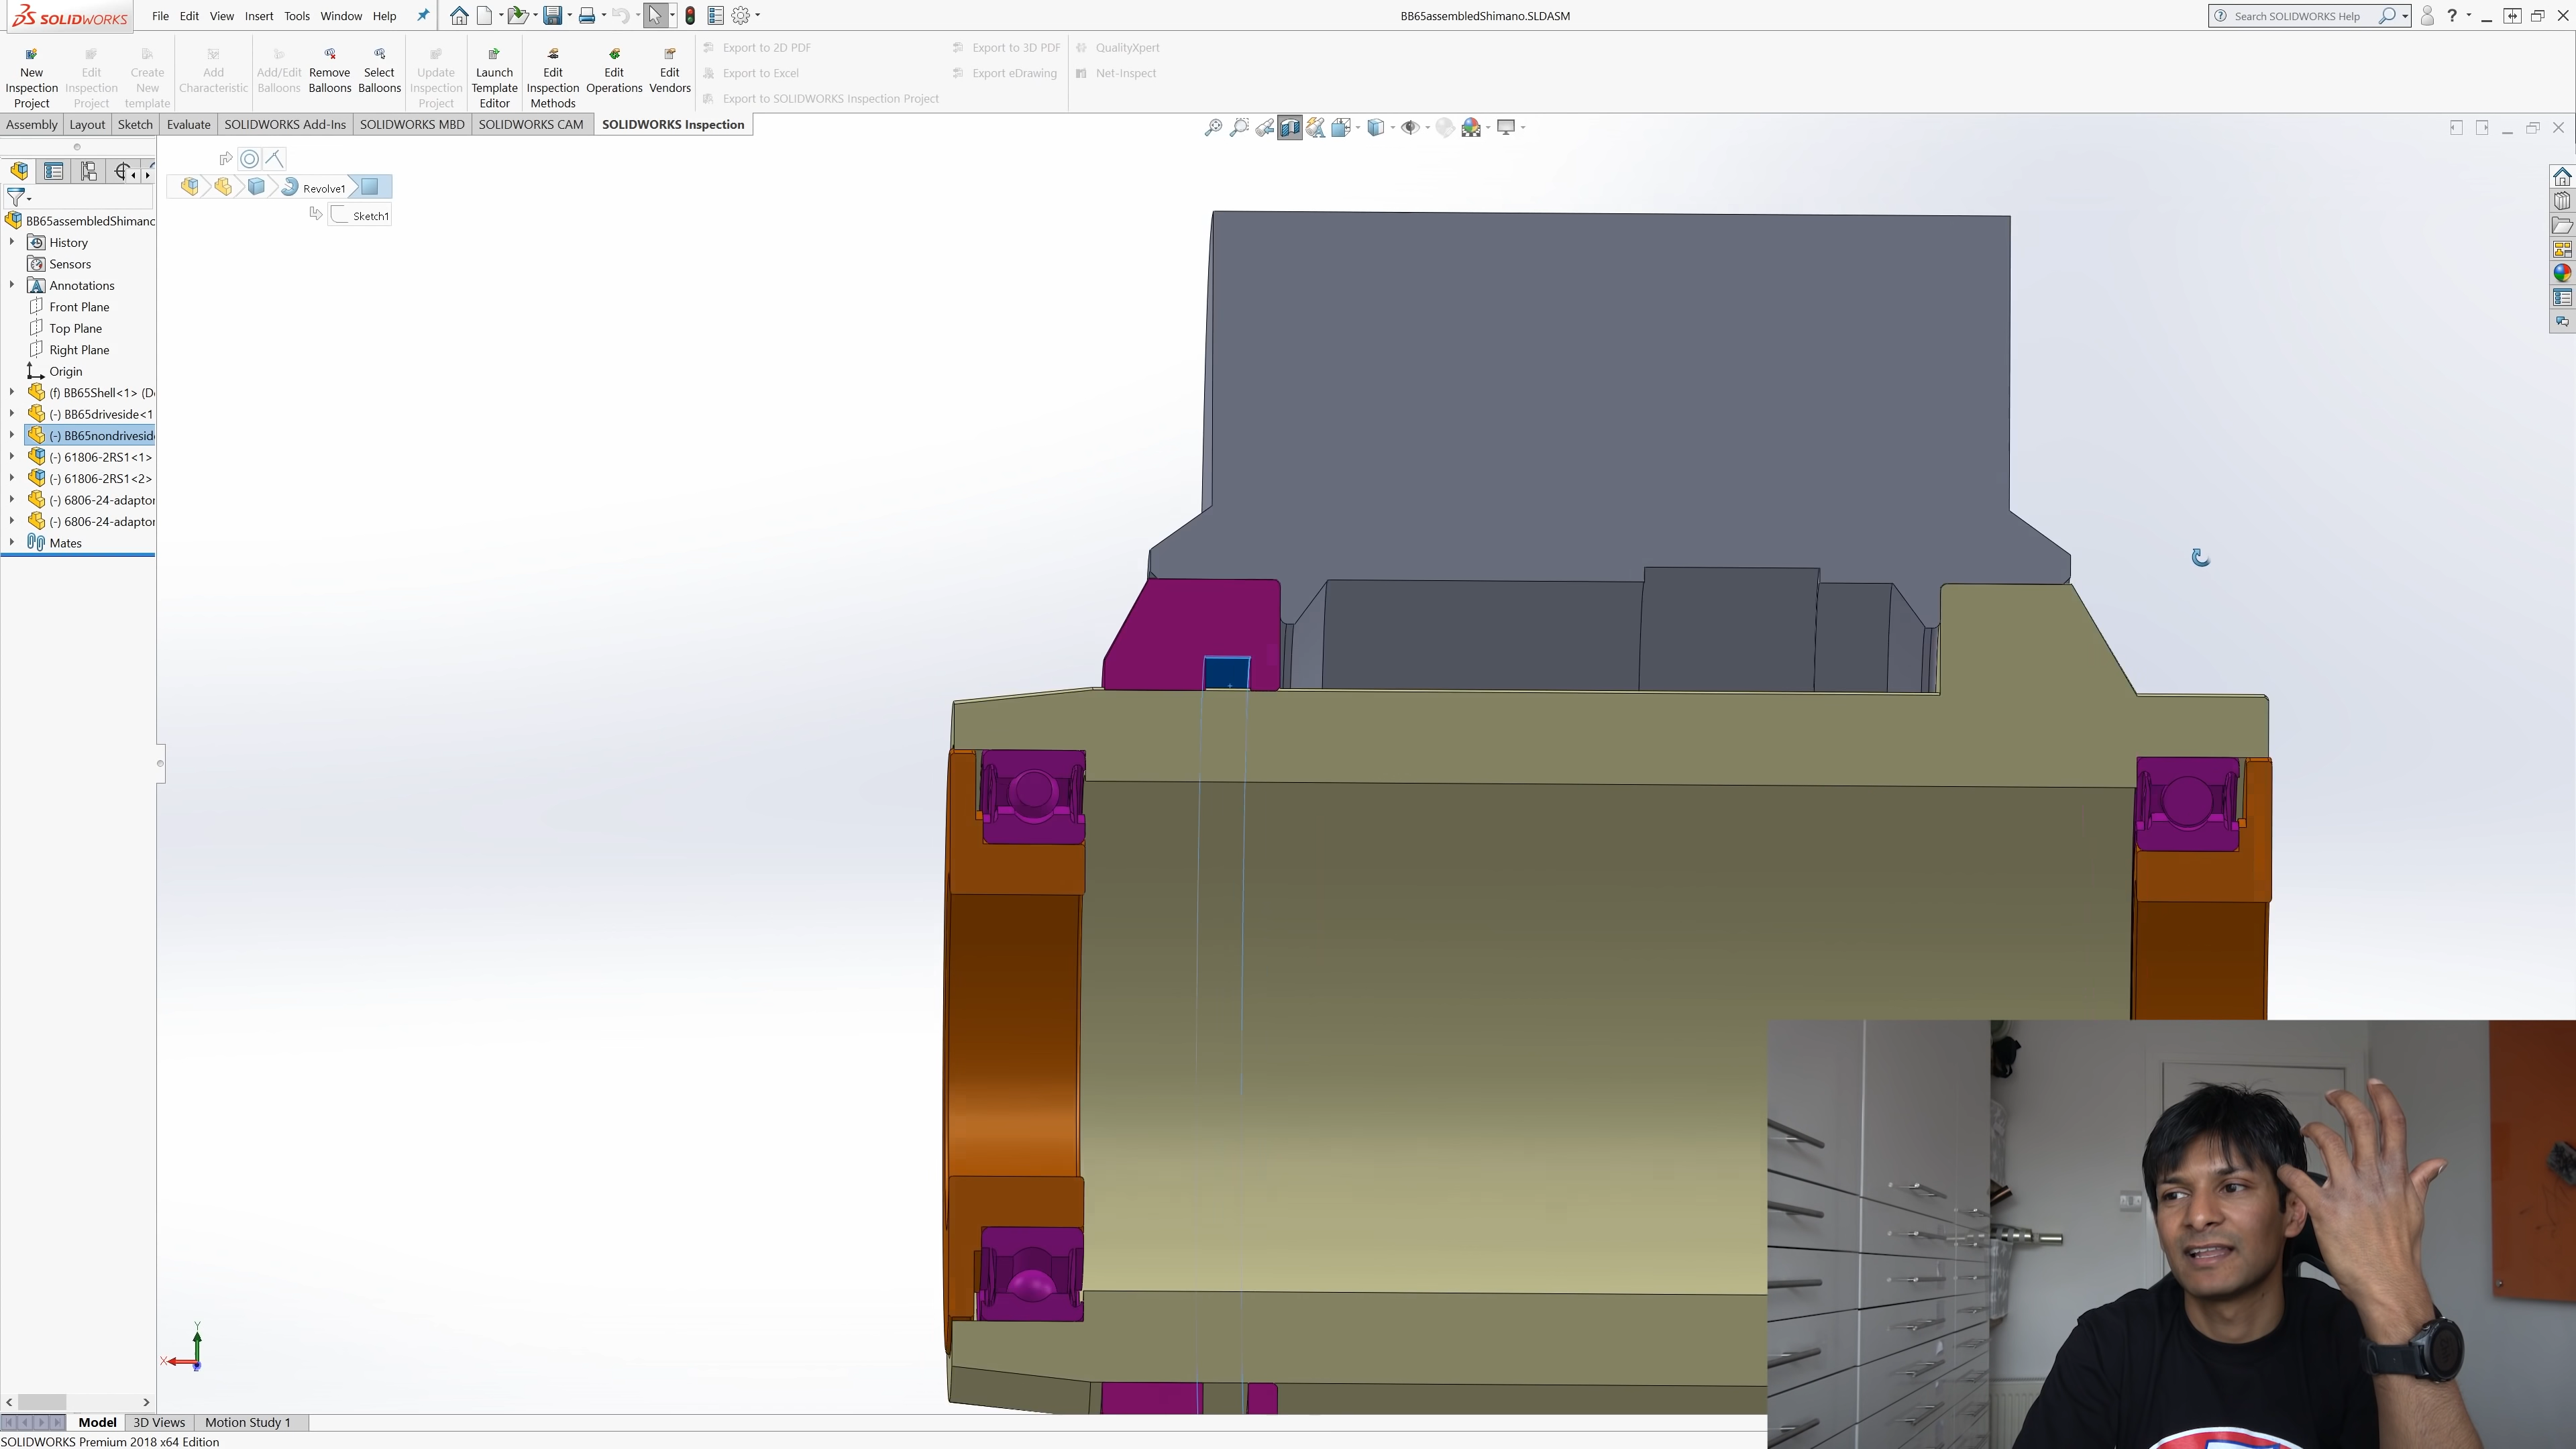 SOLIDWORKS File Edit View Insert Tools Window Help
BB65assembledShimano.SLDASM
Search SOLIDWORKS Help
New Inspection Project
Edit Inspection Project
Create New template
Add Characteristic
Add/Edit Balloons
Remove Balloons
Select Balloons
Update Inspection Project
Launch Template Editor
Edit Inspection Methods
Edit Operations
Edit Vendors
Export to 2D PDF
Export to Excel
Export to SOLIDWORKS Inspection Project
Export to 3D PDF
Export eDrawing
QualityXpert
Net-Inspect
Assembly Layout Sketch Evaluate SOLIDWORKS Add-Ins SOLIDWORKS MBD SOLIDWORKS CAM SOLIDWORKS Inspection
Revolve1
Sketch1
BB65assembledShimano
History
Sensors
Annotations
Front Plane
Top Plane
Right Plane
Origin
(f) BB65Shell<1> (D
(-) BB65driveside<1
(-) BB65nondrivesid
(-) 61806-2RS1<1>
(-) 61806-2RS1<2>
(-) 6806-24-adaptor
(-) 6806-24-adaptor
Mates
Y
X
Model 3D Views Motion Study 1
SOLIDWORKS Premium 2018 x64 Edition